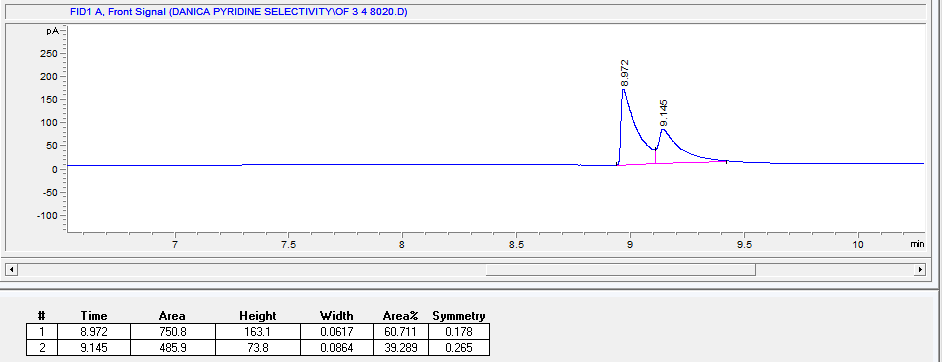 FID1 A, Front Signal (DANICA PYRIDINE SELECTIVITY\OF 3 4 8020.D)
pA
250
200
150
100
50
0
-50
-100
8.972
9.145
7 7.5 8 8.5 9 9.5 10 min
# Time Area Height Width Area% Symmetry
1 8.972 750.8 163.1 0.0617 60.711 0.178
2 9.145 485.9 73.8 0.0864 39.289 0.265